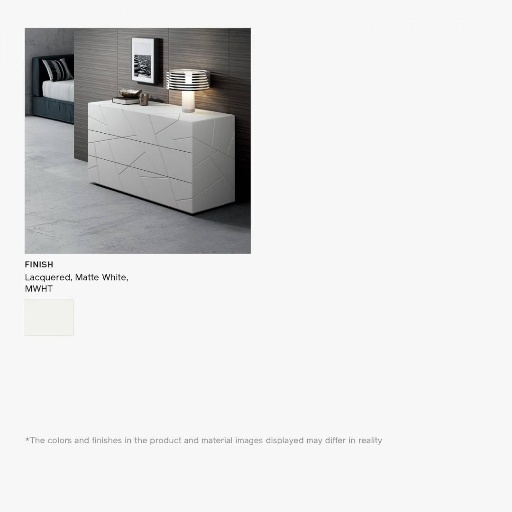 FINISH
Lacquered, Matte White,
MWHT
*The colors and finishes in the product and material images displayed may differ in reality